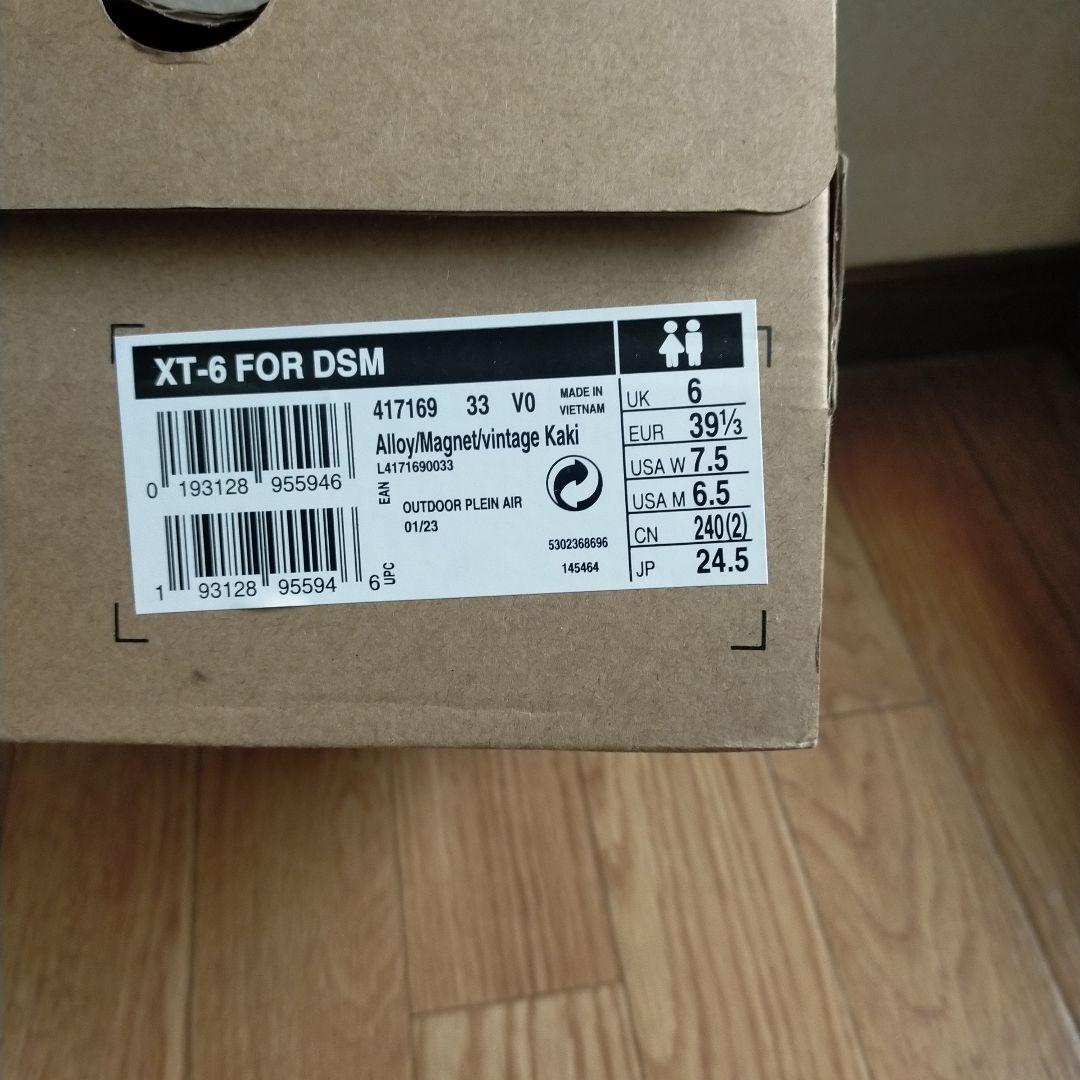 XT-6 FOR DSM
417169 33 V0
MADE IN
VIETNAM
Alloy/Magnet/vintage Kaki
L4171690033
EAN
0 193128 955946
OUTDOOR PLEIN AIR
01/23
5302368696
145464
1 93128 95594 6
UPC
UK 6
EUR 39⅓
USA W 7.5
USA M 6.5
CN 240(2)
JP 24.5